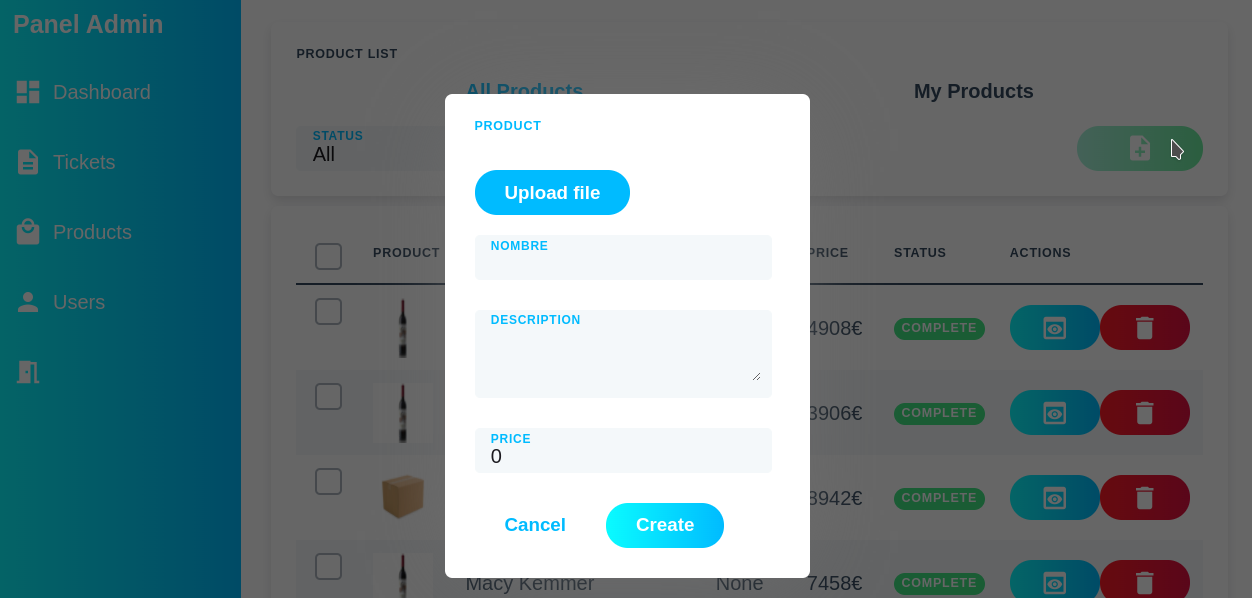 Panel Admin
Dashboard
Tickets
Products
Users
PRODUCT LIST
All Products
My Products
STATUS
All
PRODUCT
PRICE
STATUS
ACTIONS
4908€
COMPLETE
3906€
COMPLETE
8942€
COMPLETE
Macy Kemmer
None
7458€
COMPLETE
PRODUCT
Upload file
NOMBRE
DESCRIPTION
PRICE
0
Cancel
Create